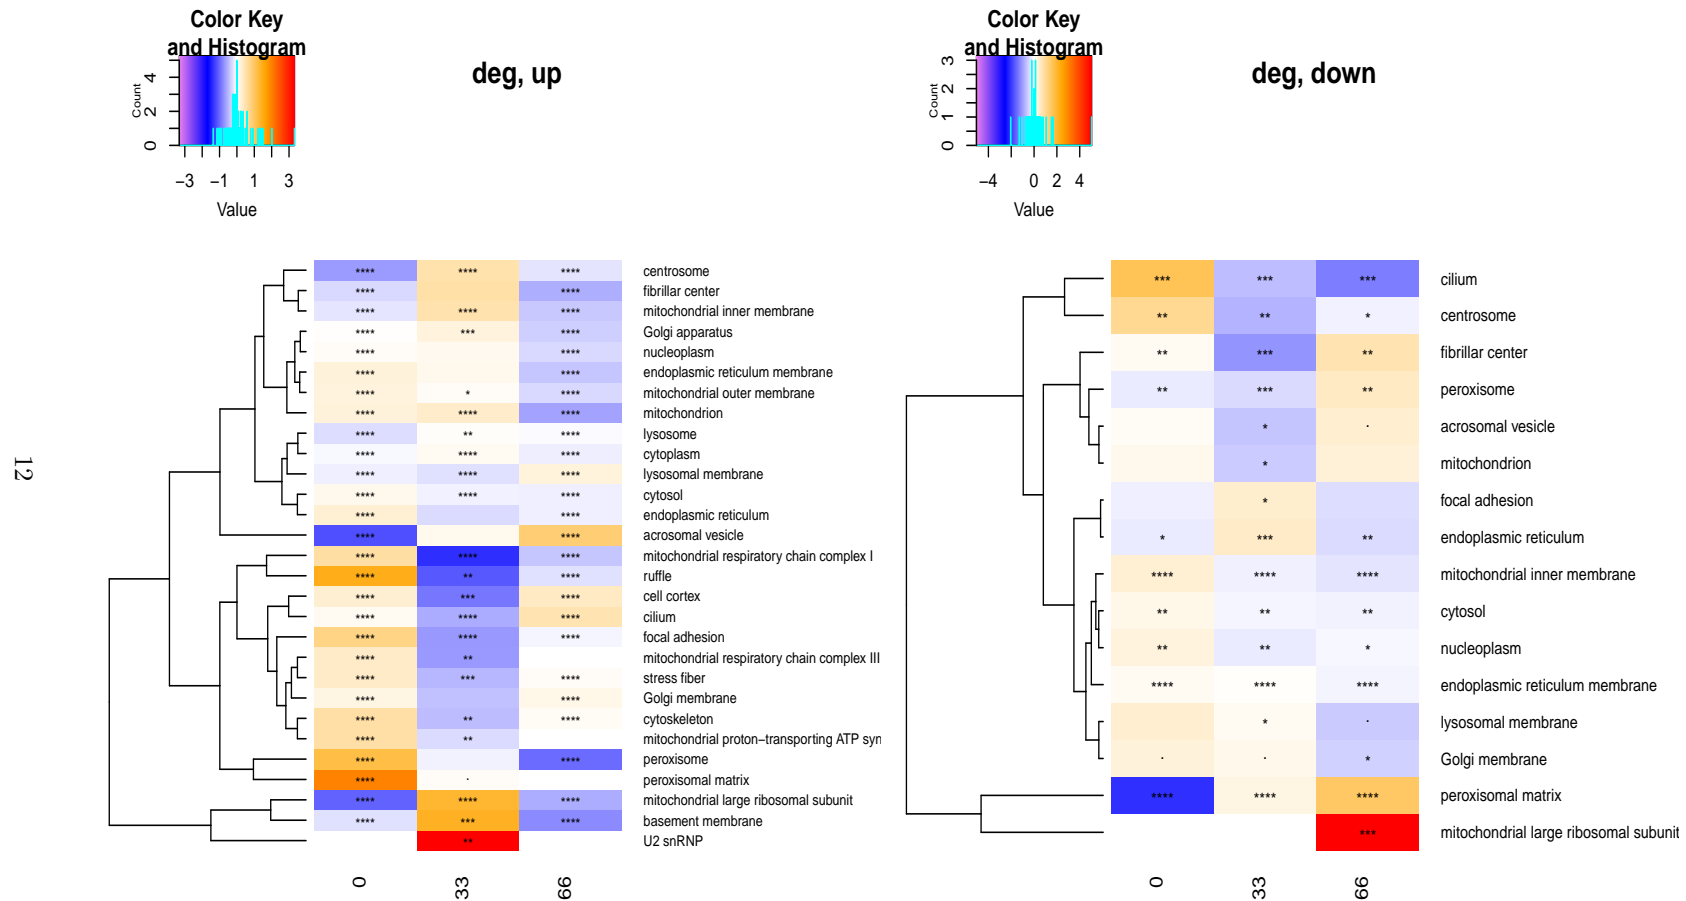 Color Key
and Histogram
Count
0 2 4
−3 −1 1 3
Value
deg, up
**** **** **** centrosome
**** **** fibrillar center
**** **** **** mitochondrial inner membrane
**** *** **** Golgi apparatus
**** **** nucleoplasm
**** **** endoplasmic reticulum membrane
**** * **** mitochondrial outer membrane
**** **** **** mitochondrion
**** ** **** lysosome
**** **** **** cytoplasm
**** **** **** lysosomal membrane
**** **** **** cytosol
**** **** endoplasmic reticulum
**** **** acrosomal vesicle
**** **** **** mitochondrial respiratory chain complex I
**** ** **** ruffle
**** *** **** cell cortex
**** **** **** cilium
**** **** **** focal adhesion
**** ** mitochondrial respiratory chain complex III
**** *** **** stress fiber
**** **** Golgi membrane
**** ** **** cytoskeleton
**** ** mitochondrial proton−transporting ATP syn
**** **** peroxisome
**** . peroxisomal matrix
**** **** **** mitochondrial large ribosomal subunit
**** *** **** basement membrane
** U2 snRNP
0 33 66
Color Key
and Histogram
Count
0 1 2 3
−4 0 2 4
Value
deg, down
*** *** *** cilium
** ** * centrosome
** *** ** fibrillar center
** *** ** peroxisome
* . acrosomal vesicle
* mitochondrion
* focal adhesion
* *** ** endoplasmic reticulum
**** **** **** mitochondrial inner membrane
** ** ** cytosol
** ** * nucleoplasm
**** **** **** endoplasmic reticulum membrane
* . lysosomal membrane
. . * Golgi membrane
**** **** **** peroxisomal matrix
*** mitochondrial large ribosomal subunit
0 33 66
12